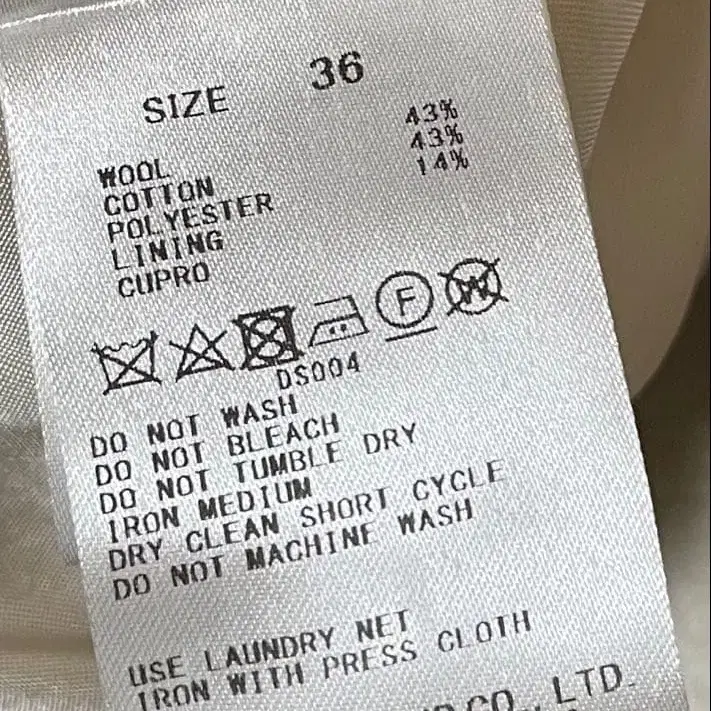 SIZE 36
WOOL 43%
COTTON 43%
POLYESTER 14%
LINING
CUPRO
F W
DS004
DO NOT WASH
DO NOT BLEACH
DO NOT TUMBLE DRY
IRON MEDIUM
DRY CLEAN SHORT CYCLE
DO NOT MACHINE WASH
USE LAUNDRY NET
IRON WITH PRESS CLOTH
CO., LTD.